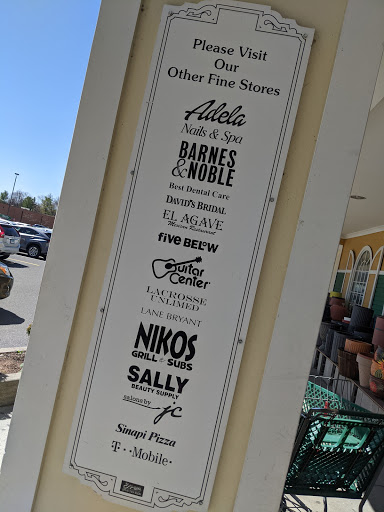 Please Visit
Our
Other Fine Stores
Adela
Nails & Spa
BARNES
& NOBLE
Best Dental Care
DAVID'S BRIDAL
EL AGAVE
Mexican Restaurant
five BELOW
Guitar
Center
LACROSSE
UNLIMITED
LANE BRYANT
NIKOS
GRILL & SUBS
SALLY
BEAUTY SUPPLY
salons by jc
Sinapi Pizza
T··Mobile·